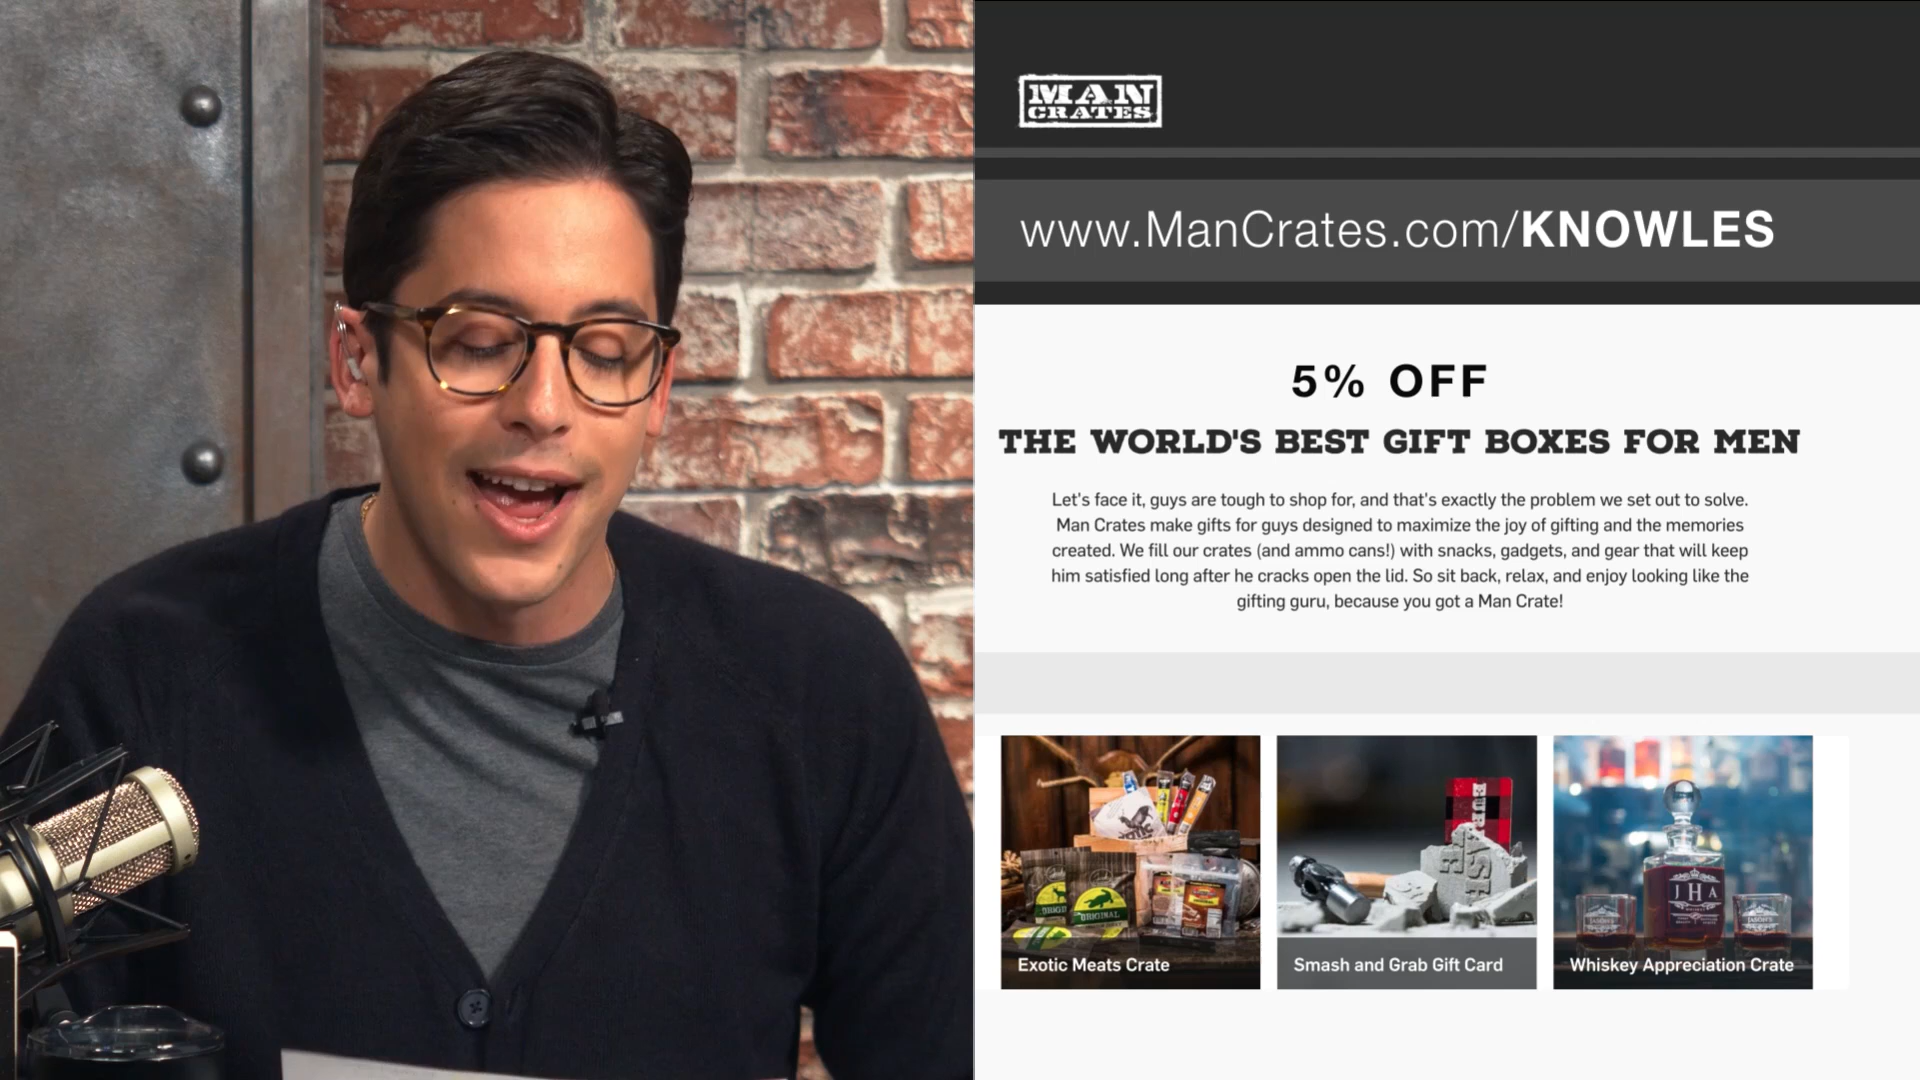 MAN
CRATES
www.ManCrates.com/KNOWLES
5% OFF
THE WORLD'S BEST GIFT BOXES FOR MEN
Let's face it, guys are tough to shop for, and that's exactly the problem we set out to solve.
Man Crates make gifts for guys designed to maximize the joy of gifting and the memories
created. We fill our crates (and ammo cans!) with snacks, gadgets, and gear that will keep
him satisfied long after he cracks open the lid. So sit back, relax, and enjoy looking like the
gifting guru, because you got a Man Crate!
ORIGINAL
JHA
JASON'S
JASON'S
Exotic Meats Crate
Smash and Grab Gift Card
Whiskey Appreciation Crate